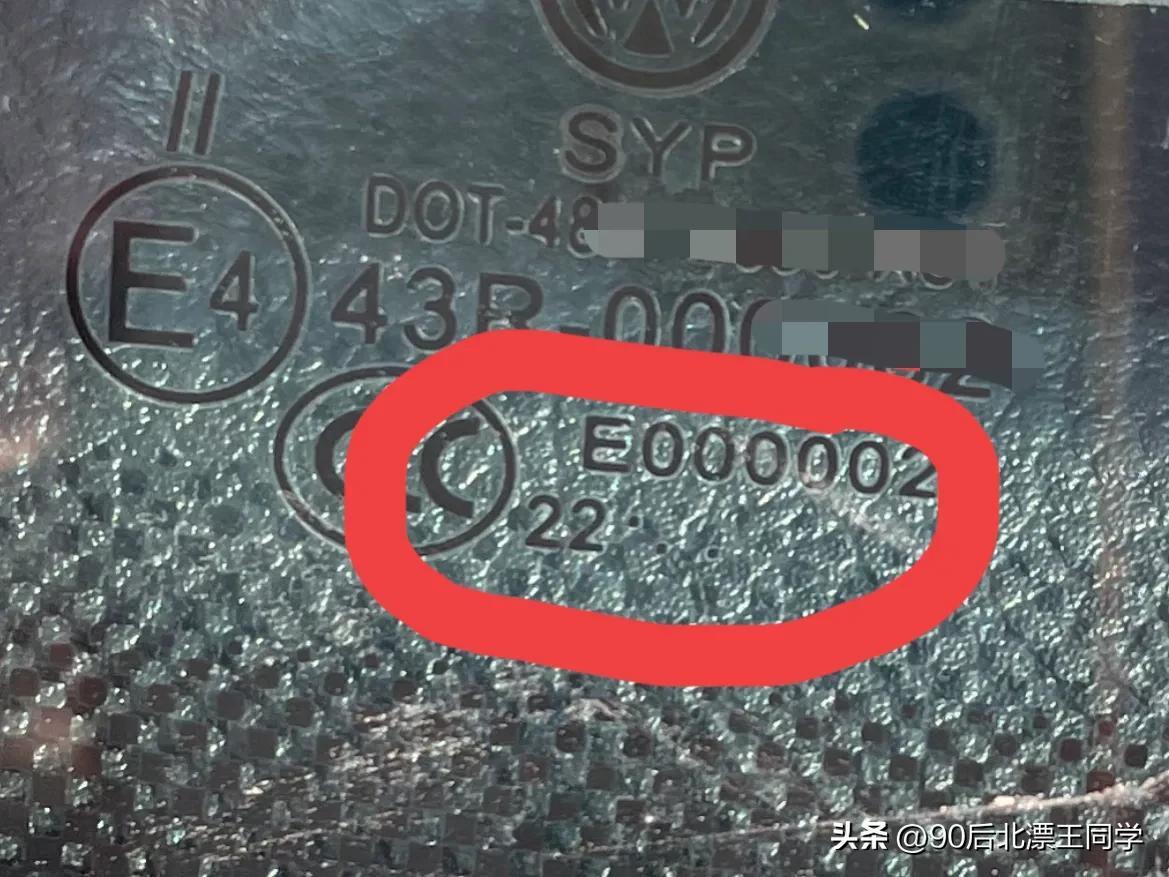 SYP
II
DOT-48
E4 43R-00
CCC E000002
22 · . .
头条 @90后北漂王同学